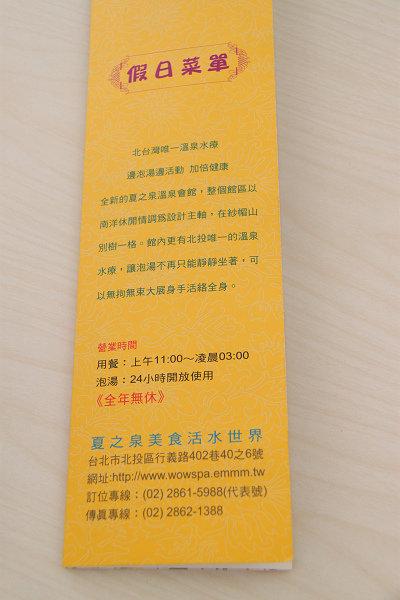 假日菜單
北台灣唯一溫泉水療
邊泡湯邊活動 加倍健康
全新的夏之泉溫泉會館，整個館區以
南洋休閒情調為設計主軸，在紗帽山
別樹一格。館內更有北投唯一的溫泉
水療，讓泡湯不再只能靜靜坐著，可
以無拘無束大展身手活絡全身。
營業時間
用餐：上午11:00～凌晨03:00
泡湯：24小時開放使用
《全年無休》
夏之泉美食活水世界
台北市北投區行義路402巷40之6號
網址:http://www.wowspa.emmm.tw
訂位專線：(02) 2861-5988(代表號)
傳真專線：(02) 2862-1388